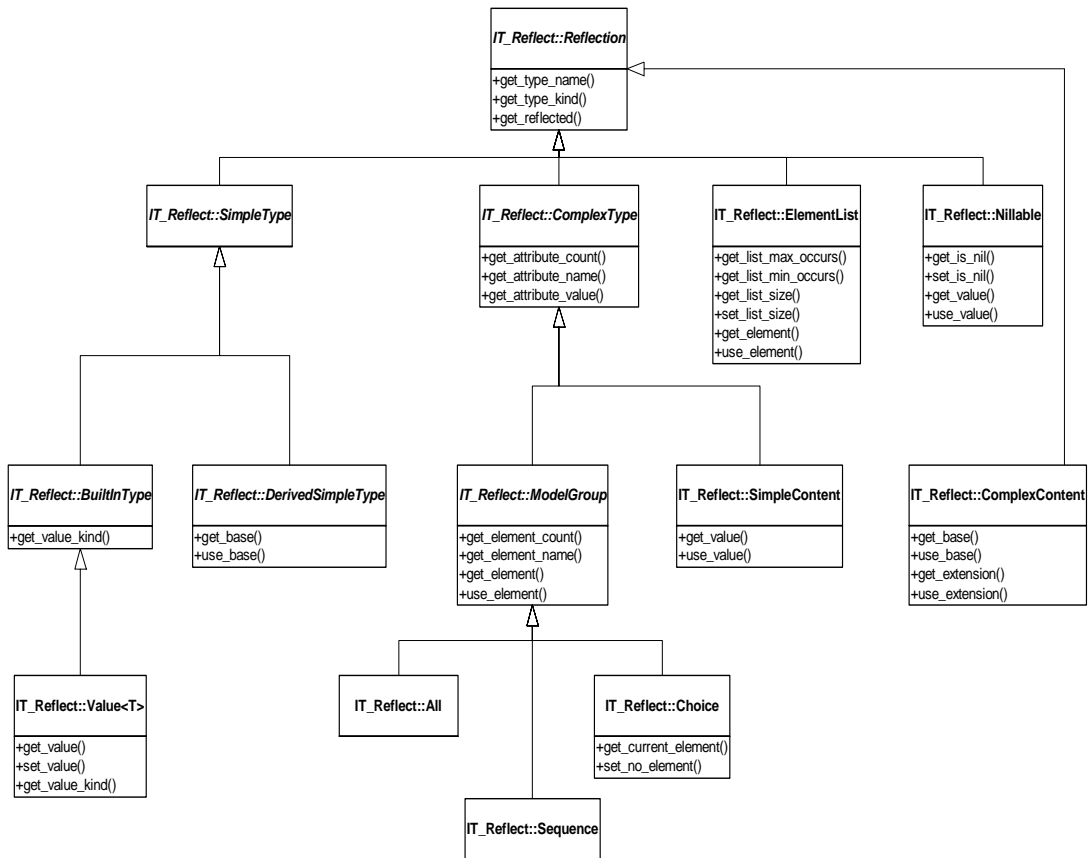 IT_Reflect::Reflection
+get_type_name()
+get_type_kind()
+get_reflected()
IT_Reflect::SimpleType
IT_Reflect::ComplexType
+get_attribute_count()
+get_attribute_name()
+get_attribute_value()
IT_Reflect::ElementList
+get_list_max_occurs()
+get_list_min_occurs()
+get_list_size()
+set_list_size()
+get_element()
+use_element()
IT_Reflect::Nillable
+get_is_nil()
+set_is_nil()
+get_value()
+use_value()
IT_Reflect::BuiltInType
+get_value_kind()
IT_Reflect::DerivedSimpleType
+get_base()
+use_base()
IT_Reflect::ModelGroup
+get_element_count()
+get_element_name()
+get_element()
+use_element()
IT_Reflect::SimpleContent
+get_value()
+use_value()
IT_Reflect::ComplexContent
+get_base()
+use_base()
+get_extension()
+use_extension()
IT_Reflect::Value<T>
+get_value()
+set_value()
+get_value_kind()
IT_Reflect::All
IT_Reflect::Choice
+get_current_element()
+set_no_element()
IT_Reflect::Sequence